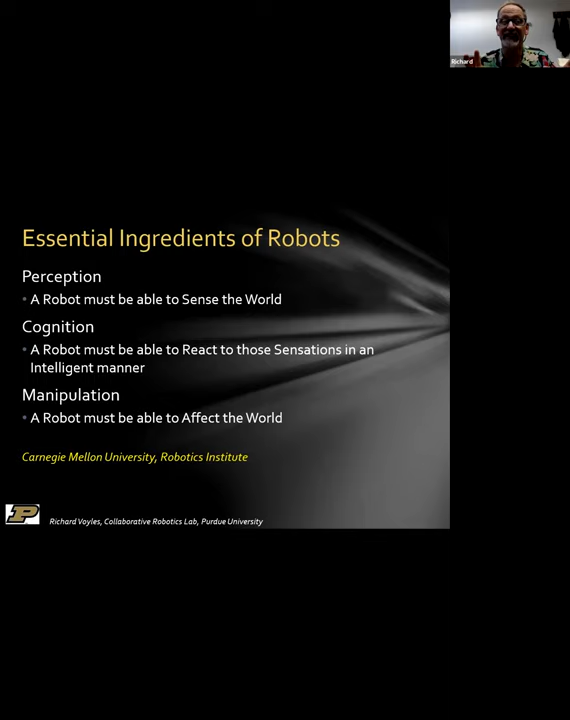 Richard
Essential Ingredients of Robots
Perception
• A Robot must be able to Sense the World
Cognition
• A Robot must be able to React to those Sensations in an
Intelligent manner
Manipulation
• A Robot must be able to Affect the World
Carnegie Mellon University, Robotics Institute
P
Richard Voyles, Collaborative Robotics Lab, Purdue University